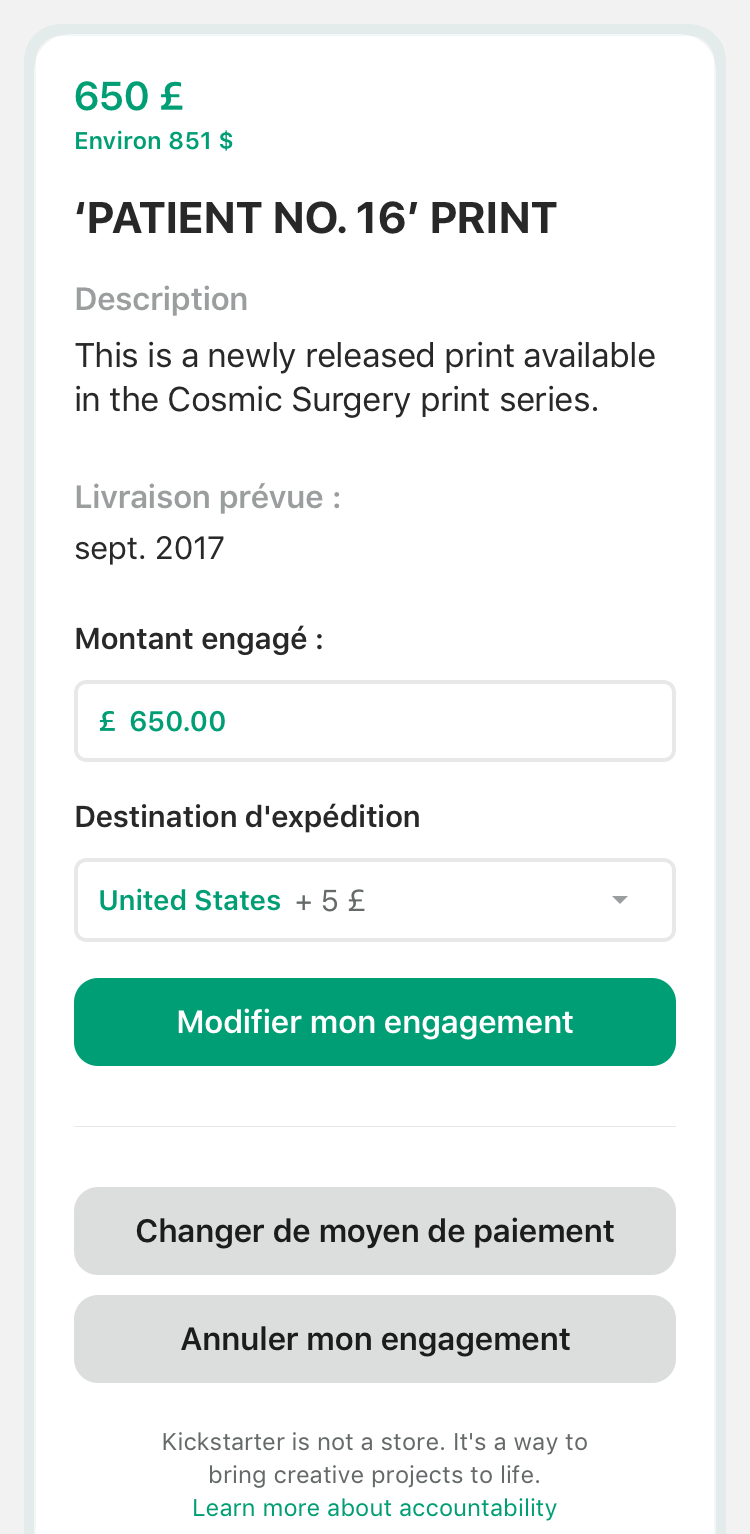 650 £
Environ 851 $
‘PATIENT NO. 16’ PRINT
Description
This is a newly released print available
in the Cosmic Surgery print series.
Livraison prévue :
sept. 2017
Montant engagé :
£ 650.00
Destination d'expédition
United States + 5 £
Modifier mon engagement
Changer de moyen de paiement
Annuler mon engagement
Kickstarter is not a store. It's a way to
bring creative projects to life.
Learn more about accountability